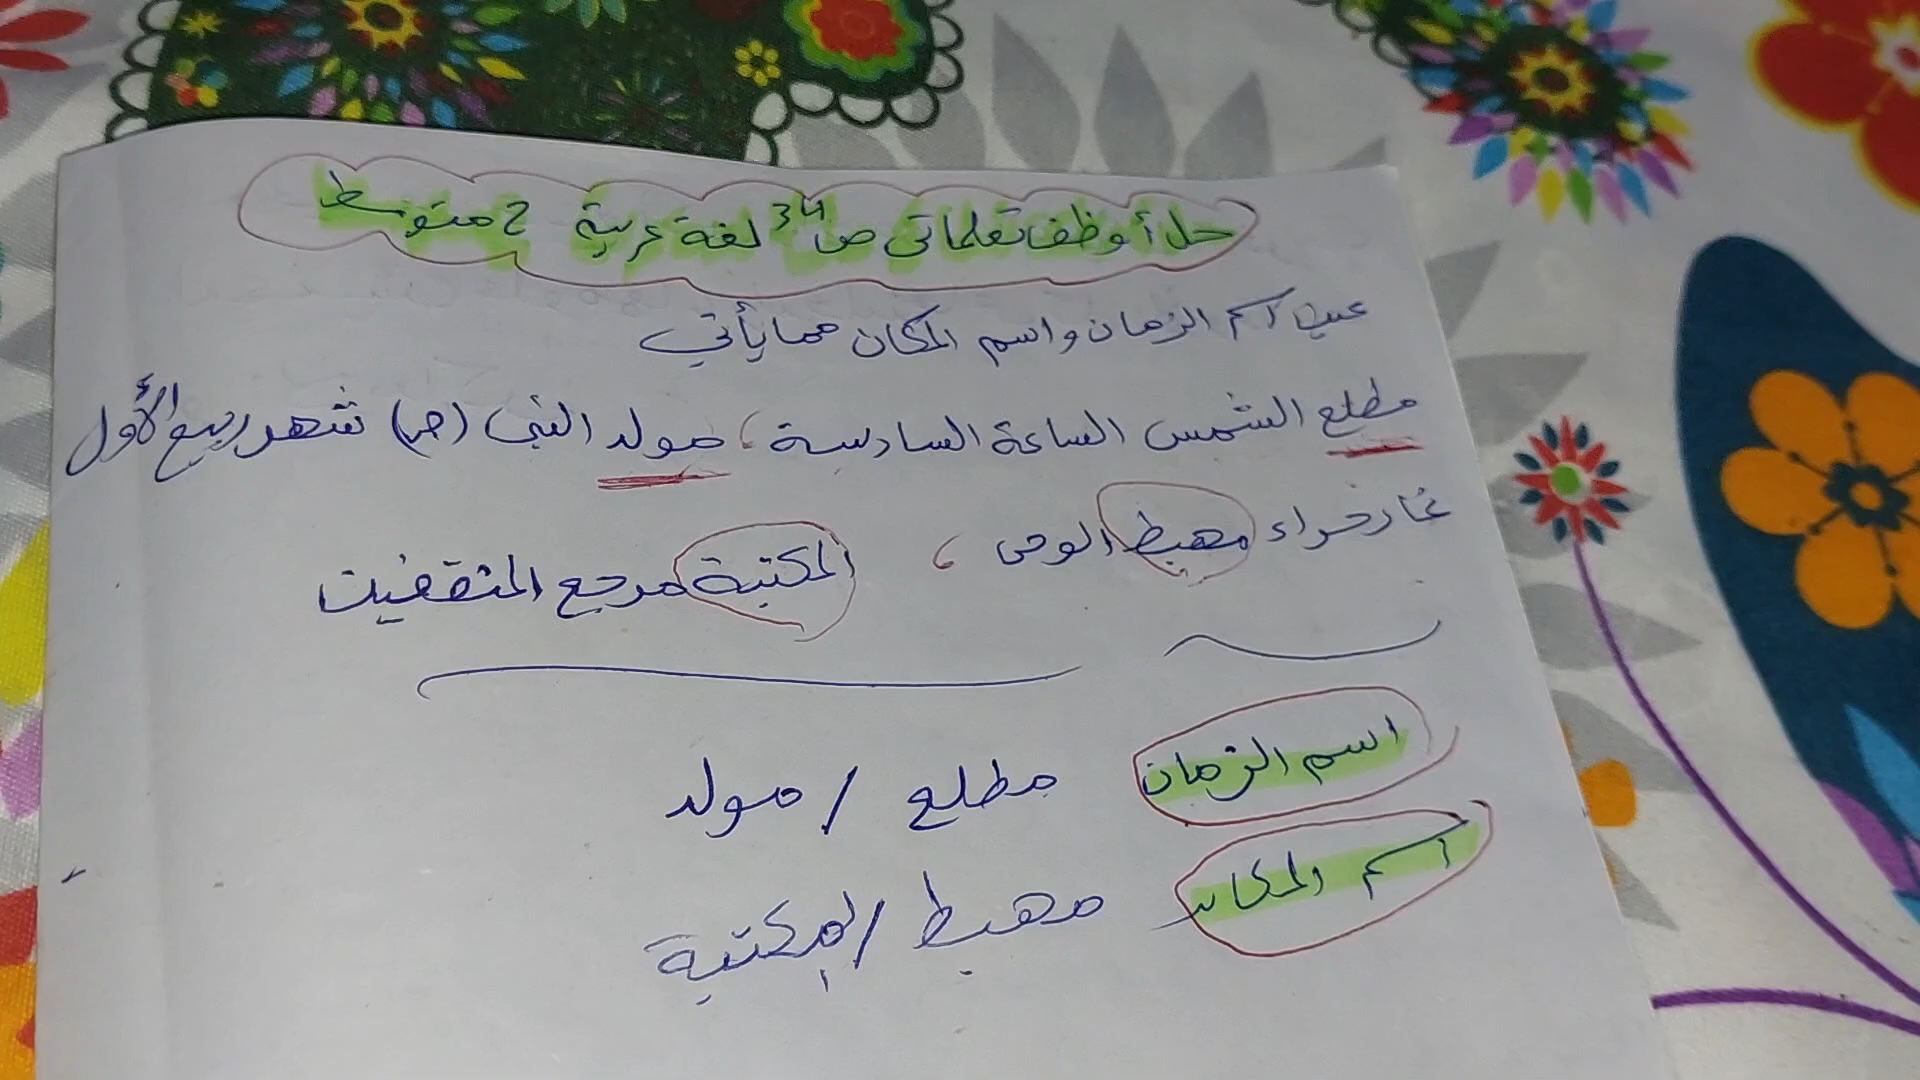 حل أوظف تعلماتي ص 34 لغة عربية 2 متوسط
عين اسم الزمان واسم المكان مما يأتي
مطلع الشمس الساعة السادسة، مولد النبي (ص) شهر ربيع الأول
غار حراء مهبط الوحي، المكتبة مرجع المثقفين
اسم الزمان مطلع / مولد
اسم المكان مهبط / المكتبة